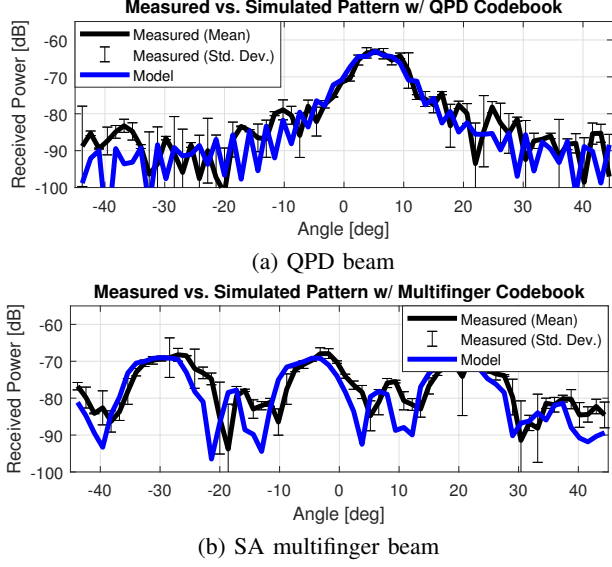 Measured vs. Simulated Pattern w/ QPD Codebook
Received Power [dB]
-60
-70
-80
-90
-100
Measured (Mean)
Measured (Std. Dev.)
Model
-40 -30 -20 -10 0 10 20 30 40
Angle [deg]
(a) QPD beam
Measured vs. Simulated Pattern w/ Multifinger Codebook
Received Power [dB]
-60
-70
-80
-90
-100
Measured (Mean)
Measured (Std. Dev.)
Model
-40 -30 -20 -10 0 10 20 30 40
Angle [deg]
(b) SA multifinger beam